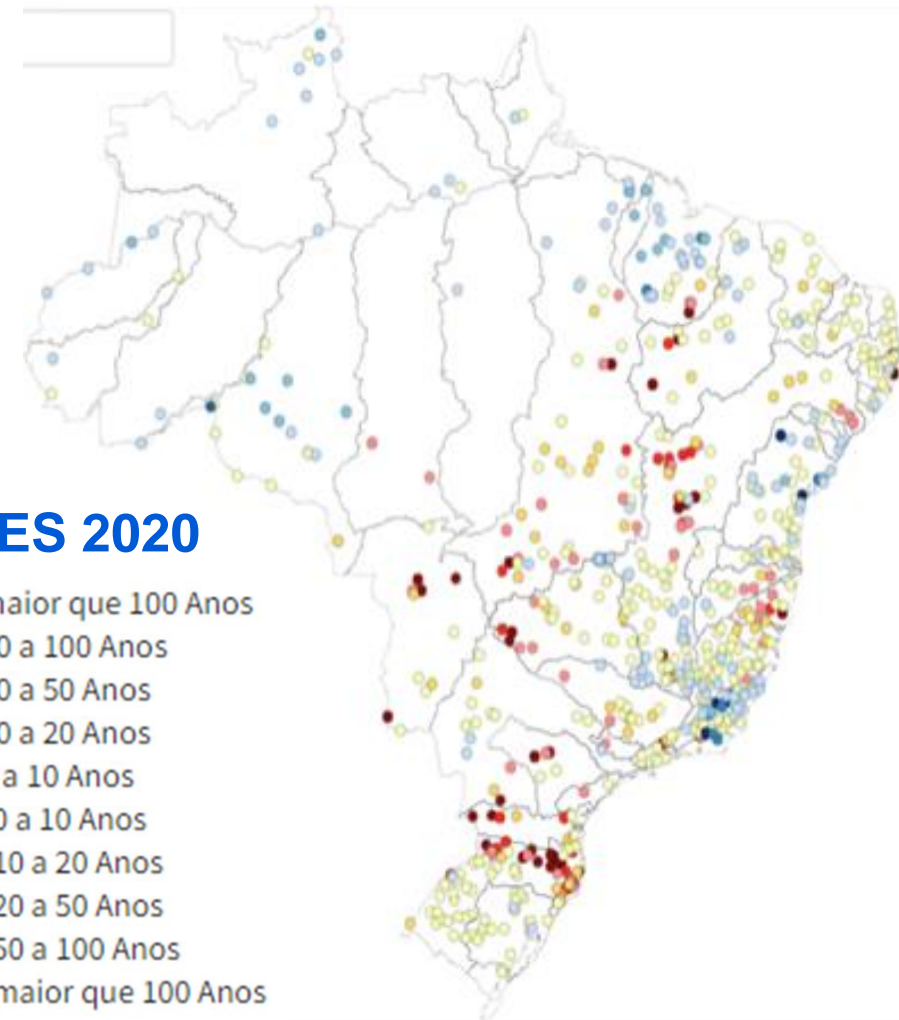 ES 2020
maior que 100 Anos
0 a 100 Anos
0 a 50 Anos
0 a 20 Anos
a 10 Anos
0 a 10 Anos
10 a 20 Anos
20 a 50 Anos
50 a 100 Anos
maior que 100 Anos